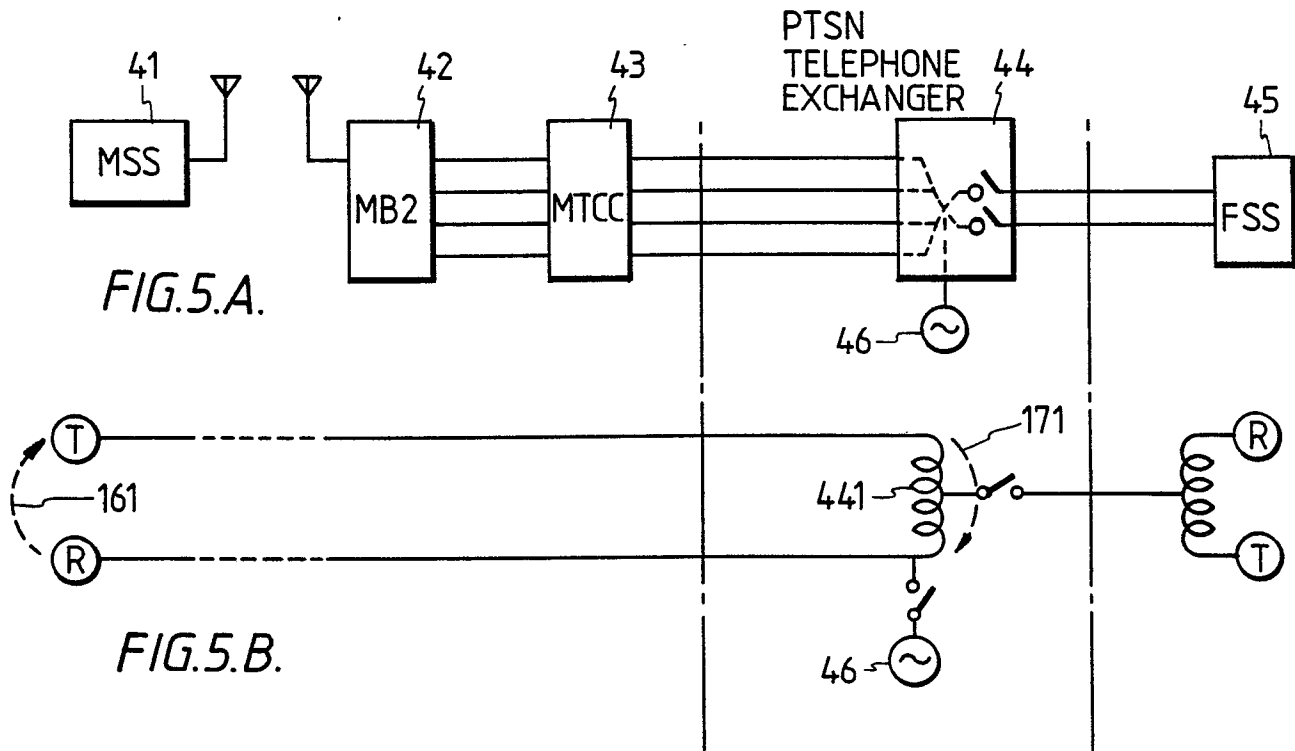 PTSN
TELEPHONE
EXCHANGER
41
42
43
44
45
MSS
MB2
MTCC
FSS
FIG.5.A.
46
T
R
171
161
441
R
T
FIG.5.B.
46